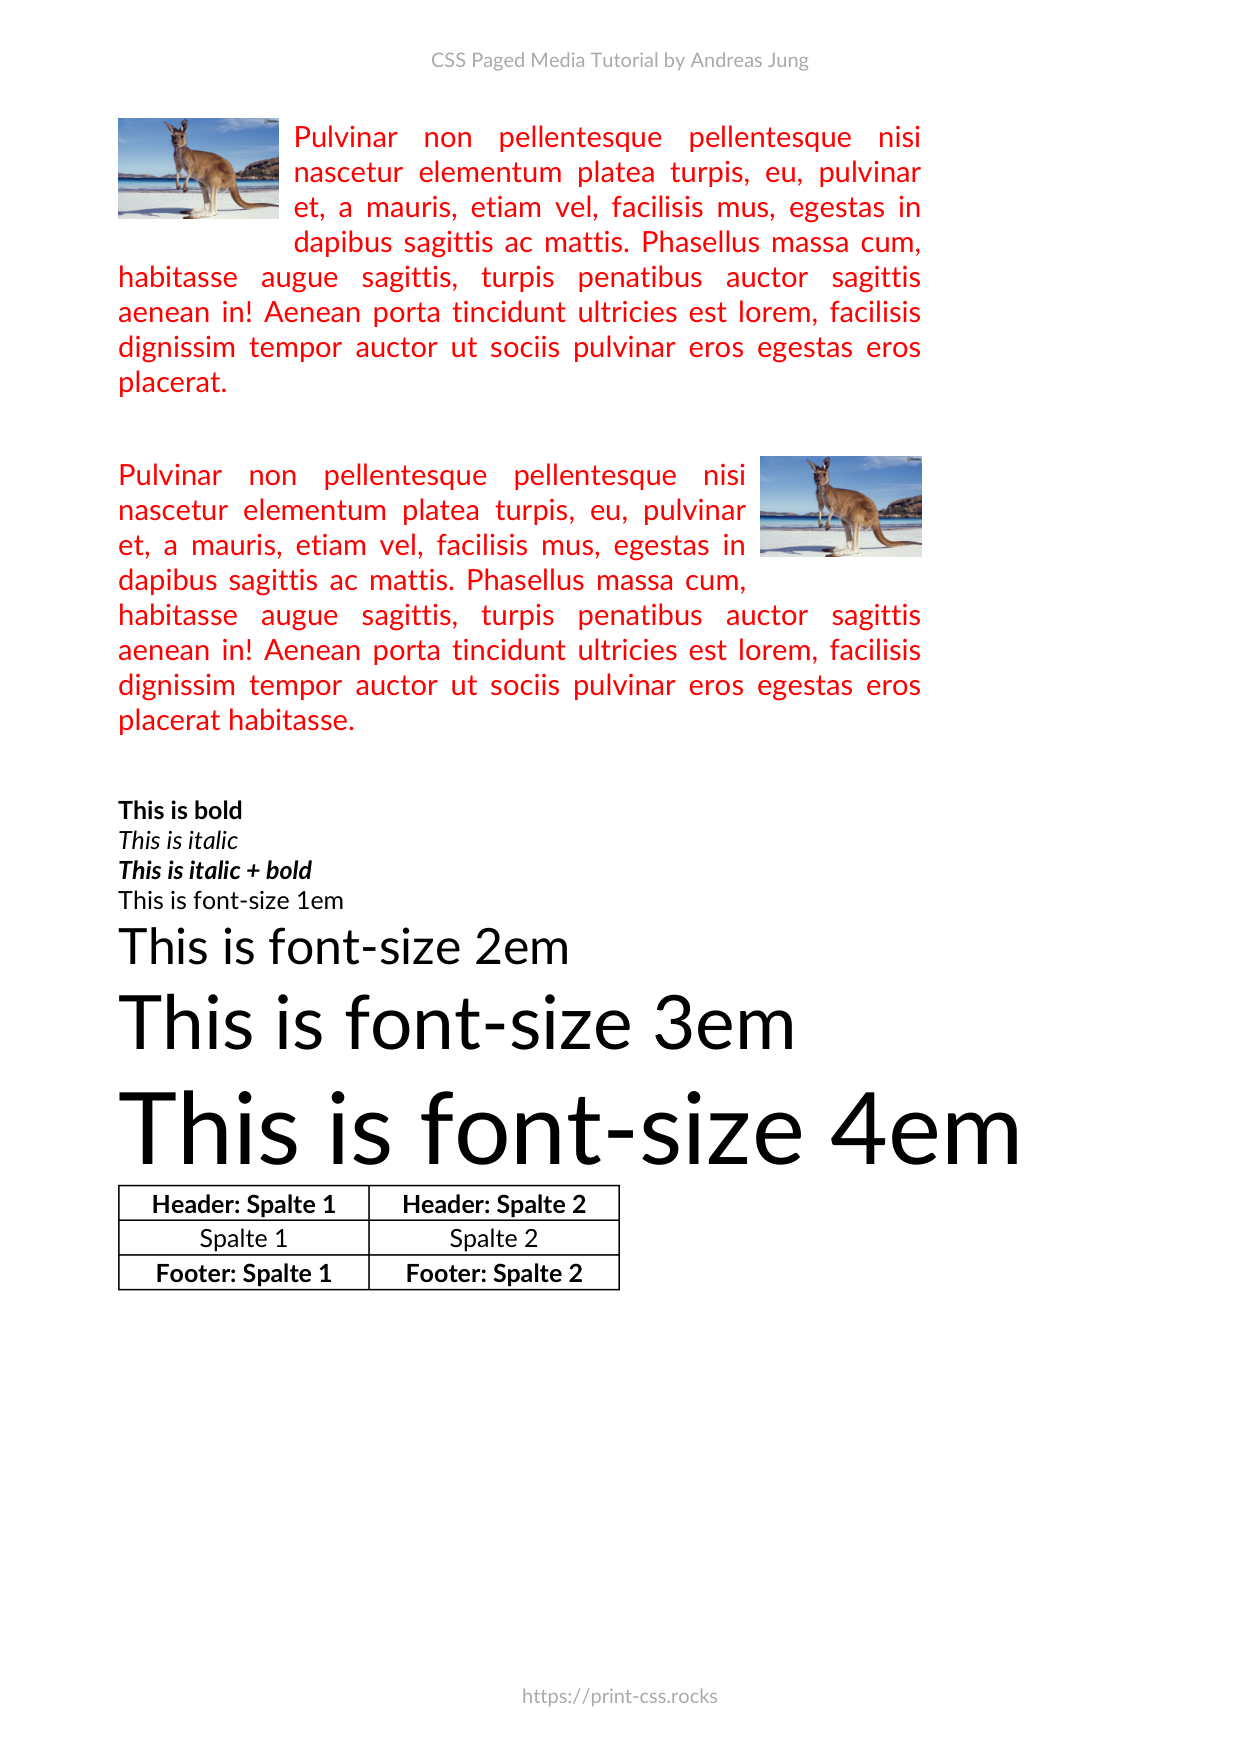 CSS Paged Media Tutorial by Andreas Jung
Pulvinar non pellentesque pellentesque nisi
nascetur elementum platea turpis, eu, pulvinar
et, a mauris, etiam vel, facilisis mus, egestas in
dapibus sagittis ac mattis. Phasellus massa cum,
habitasse augue sagittis, turpis penatibus auctor sagittis
aenean in! Aenean porta tincidunt ultricies est lorem, facilisis
dignissim tempor auctor ut sociis pulvinar eros egestas eros
placerat.
Pulvinar non pellentesque pellentesque nisi
nascetur elementum platea turpis, eu, pulvinar
et, a mauris, etiam vel, facilisis mus, egestas in
dapibus sagittis ac mattis. Phasellus massa cum,
habitasse augue sagittis, turpis penatibus auctor sagittis
aenean in! Aenean porta tincidunt ultricies est lorem, facilisis
dignissim tempor auctor ut sociis pulvinar eros egestas eros
placerat habitasse.
This is bold
This is italic
This is italic + bold
This is font-size 1em
This is font-size 2em
This is font-size 3em
This is font-size 4em
Header: Spalte 1 Header: Spalte 2
Spalte 1 Spalte 2
Footer: Spalte 1 Footer: Spalte 2
https://print-css.rocks